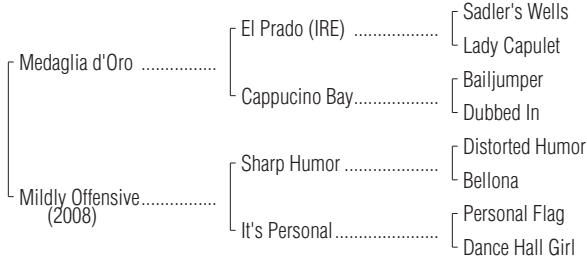 Sadler's Wells
El Prado (IRE) ..................
Lady Capulet
Medaglia d'Oro ................
Bailjumper
Cappucino Bay..................
Dubbed In
Distorted Humor
Sharp Humor ....................
Bellona
Mildly Offensive................
(2008)
Personal Flag
It's Personal......................
Dance Hall Girl